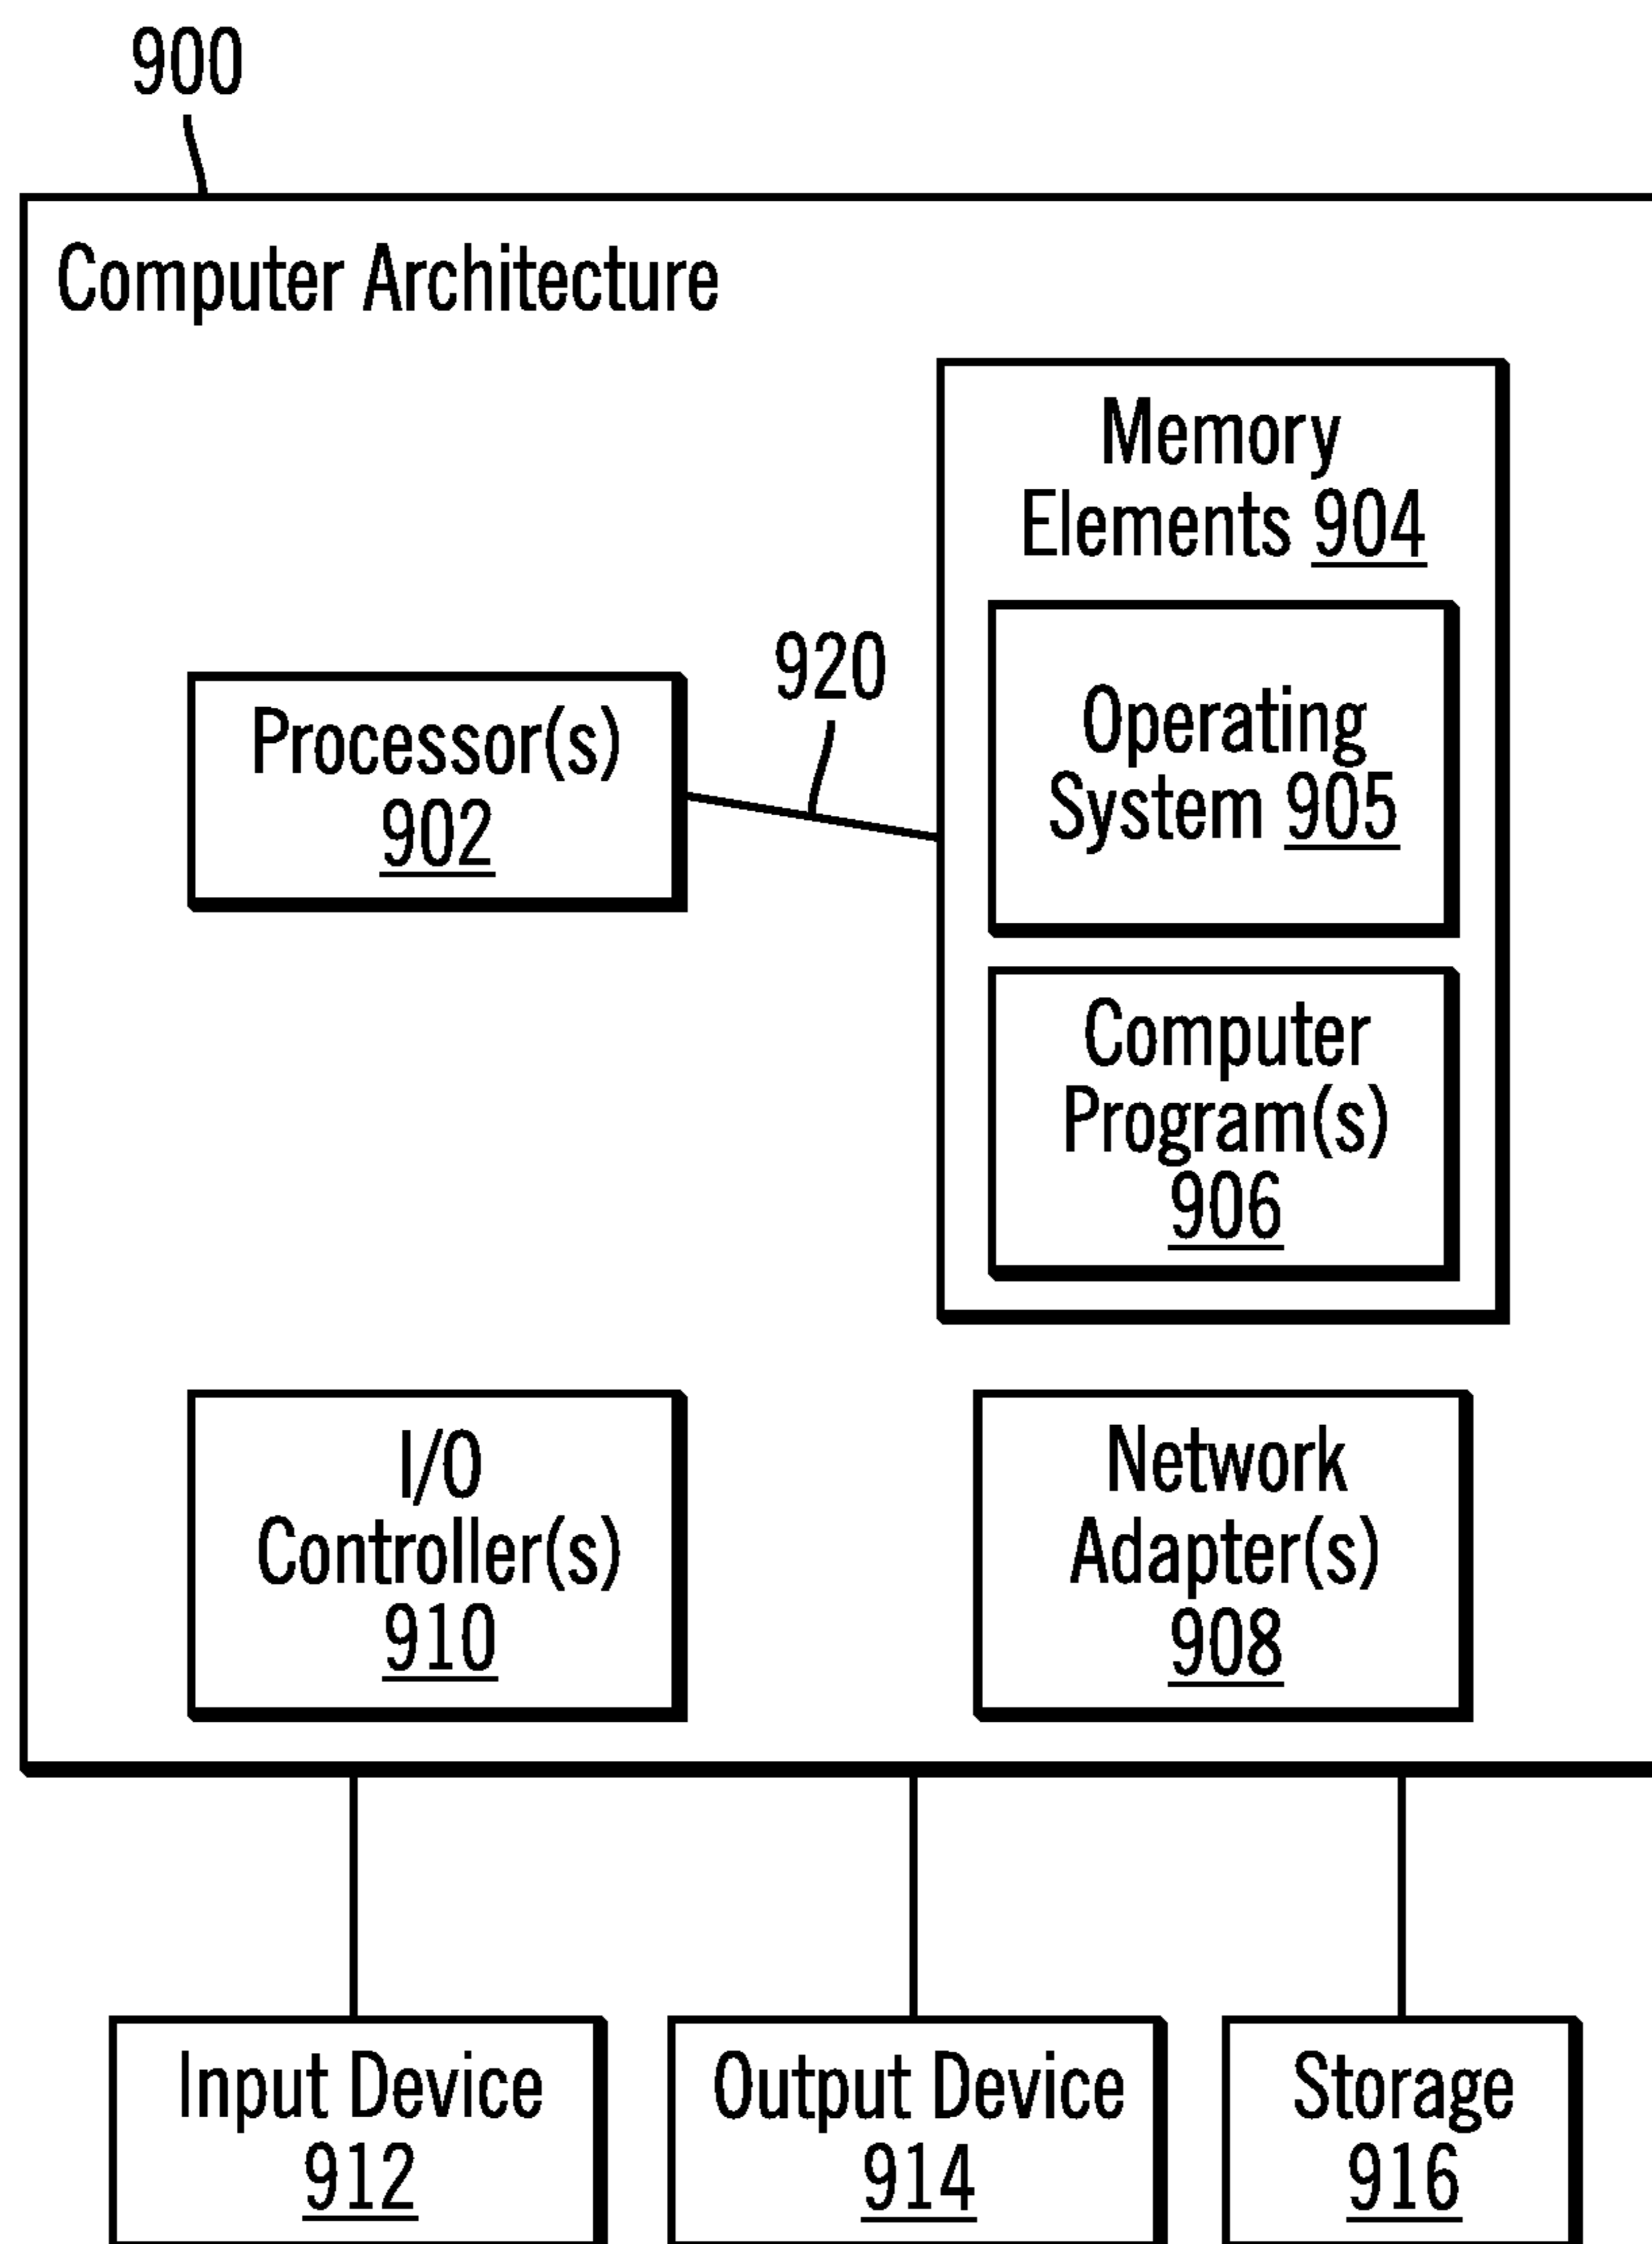 900
Computer Architecture
Memory
Elements 904
920
Operating
System 905
Processor(s)
902
Computer
Program(s)
906
I/O
Controller(s)
910
Network
Adapter(s)
908
Input Device
912
Output Device
914
Storage
916